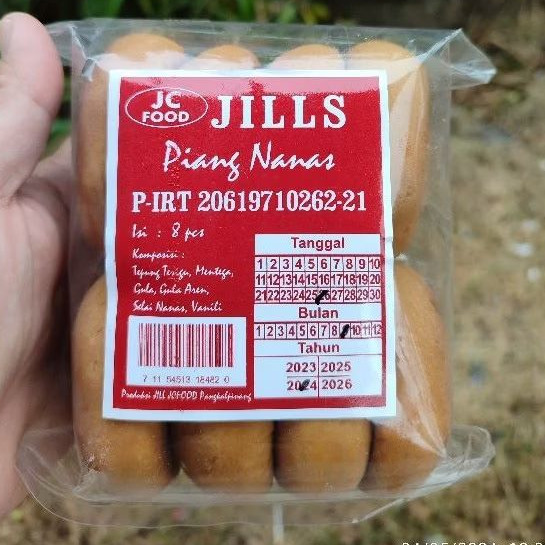 JC
FOOD
JILLS
Piang Nanas
P-IRT 20619710262-21
Isi : 8 pcs
Komposisi :
Tepung Terigu, Mentega,
Gula, Gula Aren,
Selai Nanas, Vanili
Tanggal
1 2 3 4 5 6 7 8 9 10
11 12 13 14 15 16 17 18 19 20
21 22 23 24 25 27 28 29 30
Bulan
1 2 3 4 5 6 7 8 10 11 12
Tahun
2023 2025
2024 2026
7 11 54513 18482 0
Produksi JILL JCFOOD Pangkalpinang